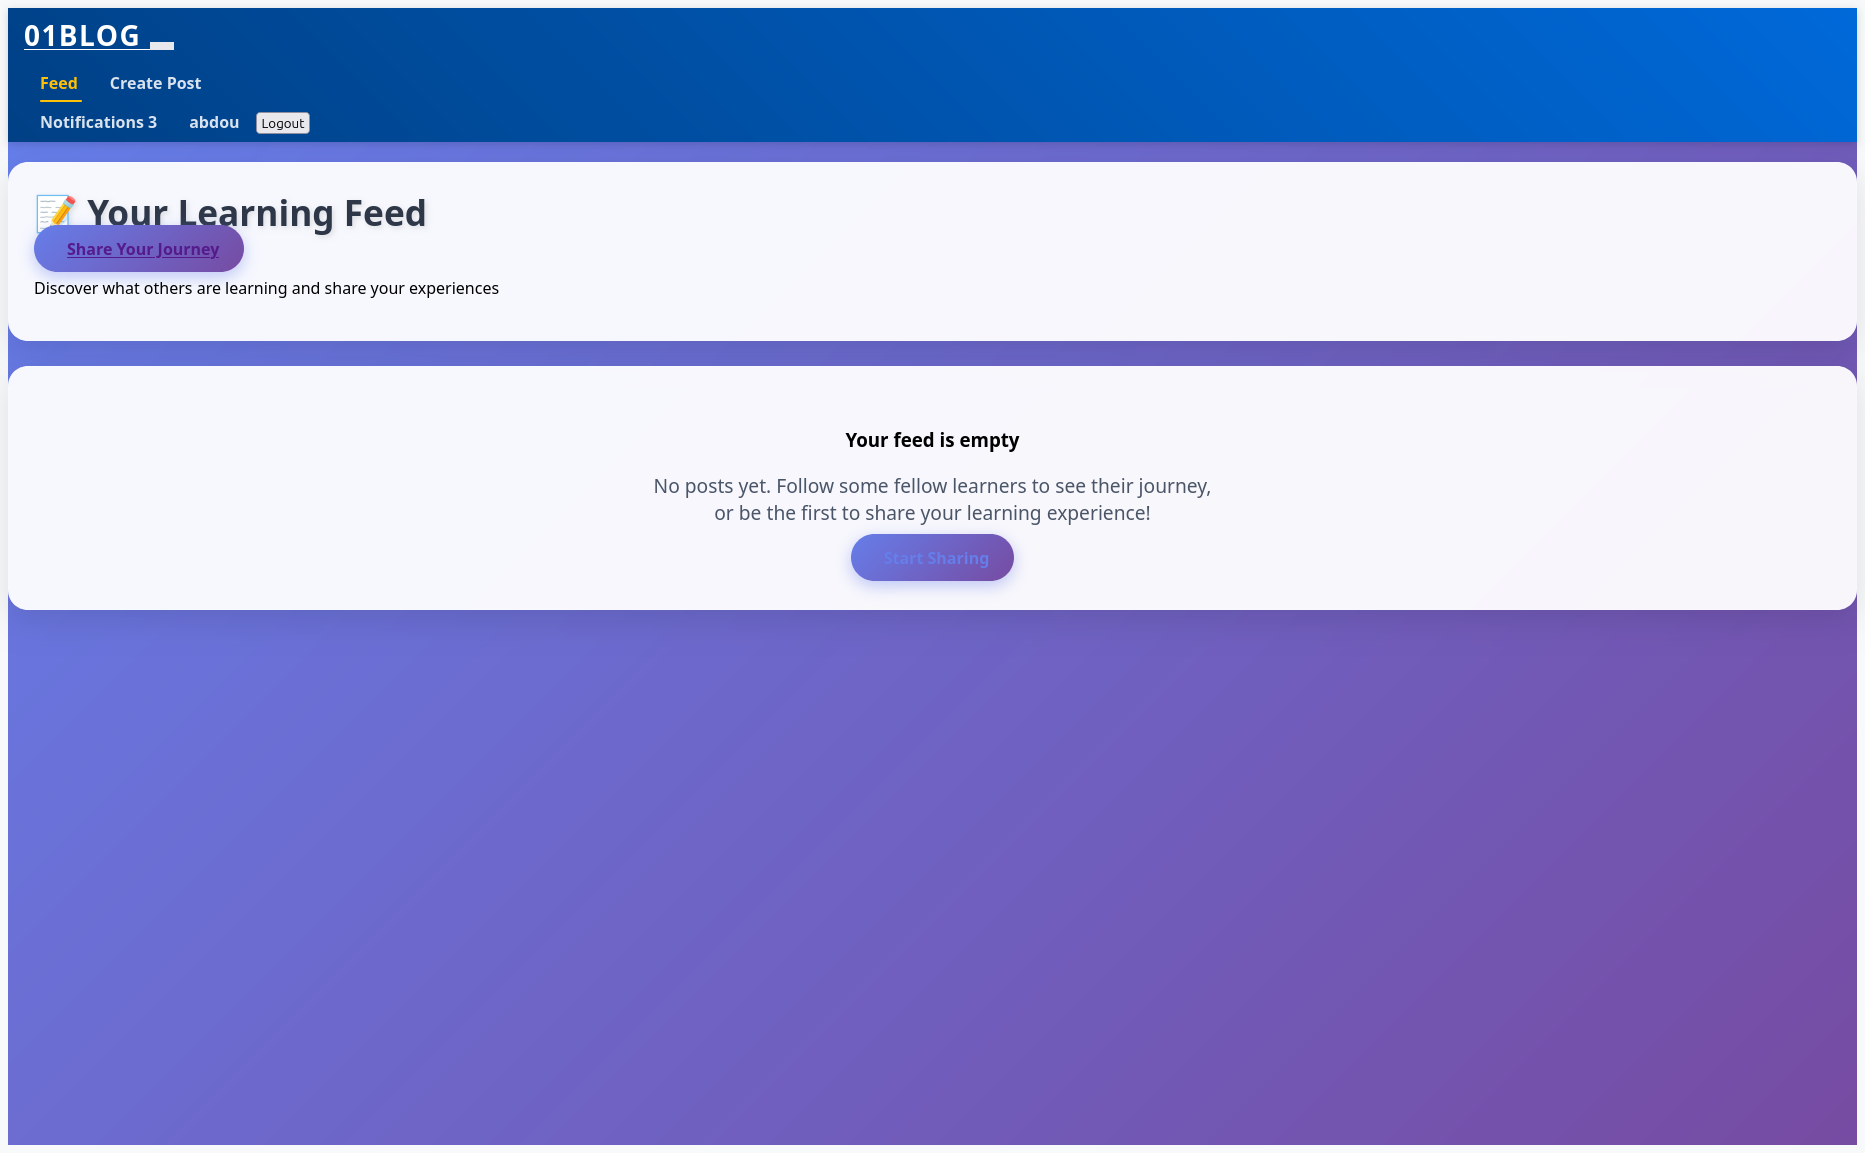 01BLOG
Feed Create Post
Notifications 3 abdou Logout
📝 Your Learning Feed
Share Your Journey
Discover what others are learning and share your experiences
Your feed is empty
No posts yet. Follow some fellow learners to see their journey,
or be the first to share your learning experience!
Start Sharing